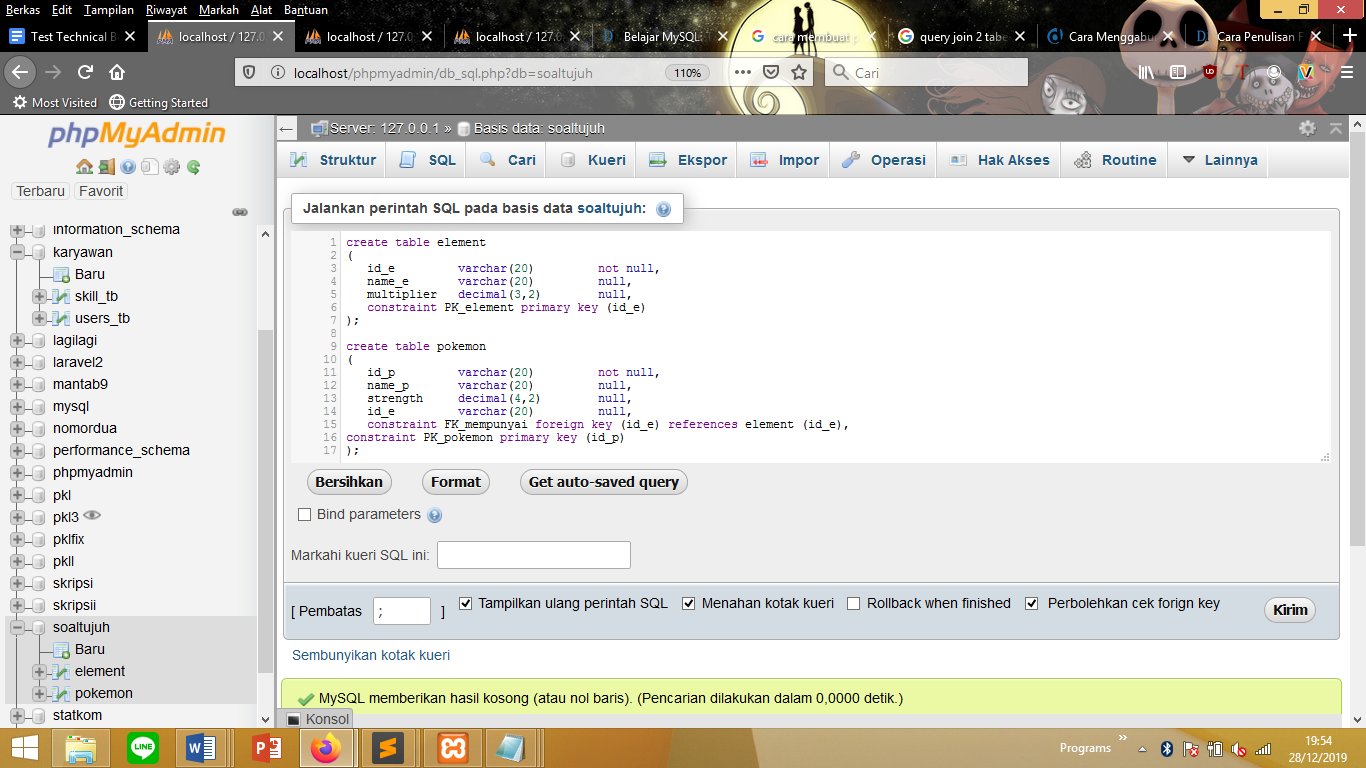 Berkas Edit Tampilan Riwayat Markah Alat Bantuan
Test Technical B
localhost / 127.0.
localhost / 127.0.
localhost / 127.0.
Belajar MySQL:
cara membuat p
query join 2 tabe
Cara Menggabu
Cara Penulisan F
localhost/phpmyadmin/db_sql.php?db=soaltujuh
110%
Cari
Most Visited
Getting Started
phpMyAdmin
Terbaru
Favorit
information_schema
karyawan
Baru
skill_tb
users_tb
lagilagi
laravel2
mantab9
mysql
nomordua
performance_schema
phpmyadmin
pkl
pkl3
pklfix
pkll
skripsi
skripsii
soaltujuh
Baru
element
pokemon
statkom
Server: 127.0.0.1 » Basis data: soaltujuh
Struktur
SQL
Cari
Kueri
Ekspor
Impor
Operasi
Hak Akses
Routine
Lainnya
Jalankan perintah SQL pada basis data soaltujuh:
1 create table element
2 (
3 id_e varchar(20) not null,
4 name_e varchar(20) null,
5 multiplier decimal(3,2) null,
6 constraint PK_element primary key (id_e)
7 );
8
9 create table pokemon
10 (
11 id_p varchar(20) not null,
12 name_p varchar(20) null,
13 strength decimal(4,2) null,
14 id_e varchar(20) null,
15 constraint FK_mempunyai foreign key (id_e) references element (id_e),
16 constraint PK_pokemon primary key (id_p)
17 );
Bersihkan
Format
Get auto-saved query
Bind parameters
Markahi kueri SQL ini:
[ Pembatas ; ]
Tampilkan ulang perintah SQL
Menahan kotak kueri
Rollback when finished
Perbolehkan cek forign key
Kirim
Sembunyikan kotak kueri
MySQL memberikan hasil kosong (atau nol baris). (Pencarian dilakukan dalam 0,0000 detik.)
Konsol
Programs
19:54
28/12/2019